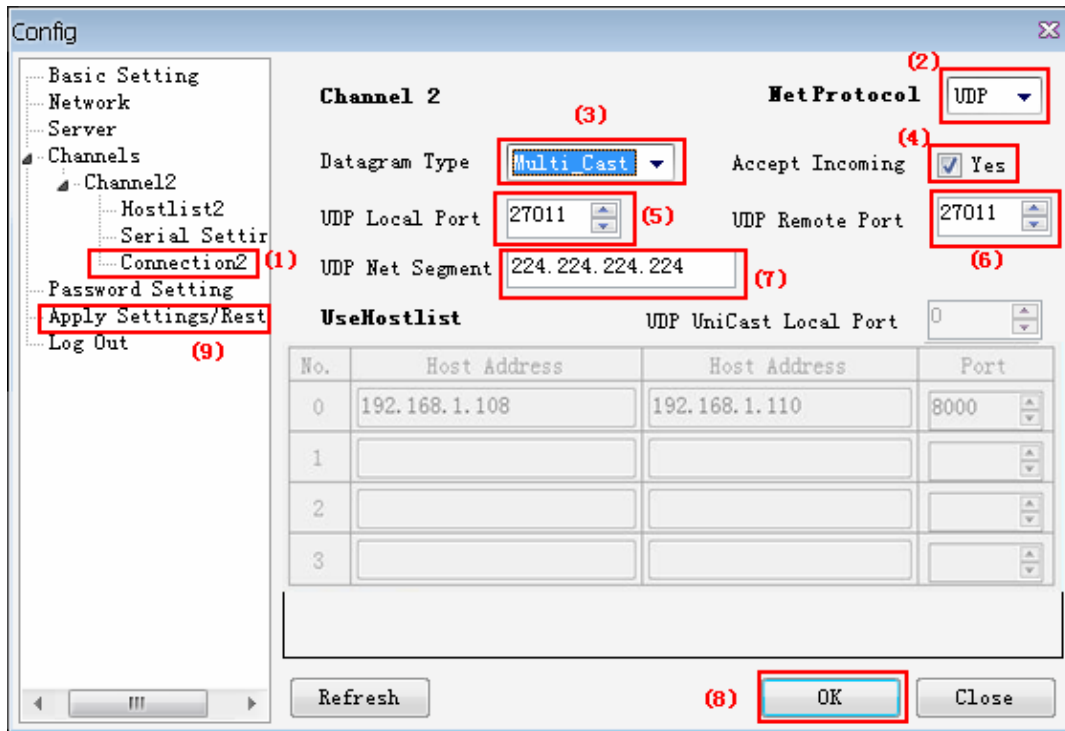 Config
Basic Setting
Network
Server
Channels
Channel2
Hostlist2
Serial Settir
Connection2 (1)
Password Setting
Apply Settings/Rest
(9)
Log Out
Channel 2
NetProtocol (2) UDP
Datagram Type (3) Multi_Cast
Accept Incoming (4) Yes
UDP Local Port 27011 (5)
UDP Remote Port 27011 (6)
UDP Net Segment 224.224.224.224 (7)
UseHostlist
UDP UniCast Local Port 0
No. Host Address Host Address Port
0 192.168.1.108 192.168.1.110 8000
1
2
3
Refresh (8) OK Close